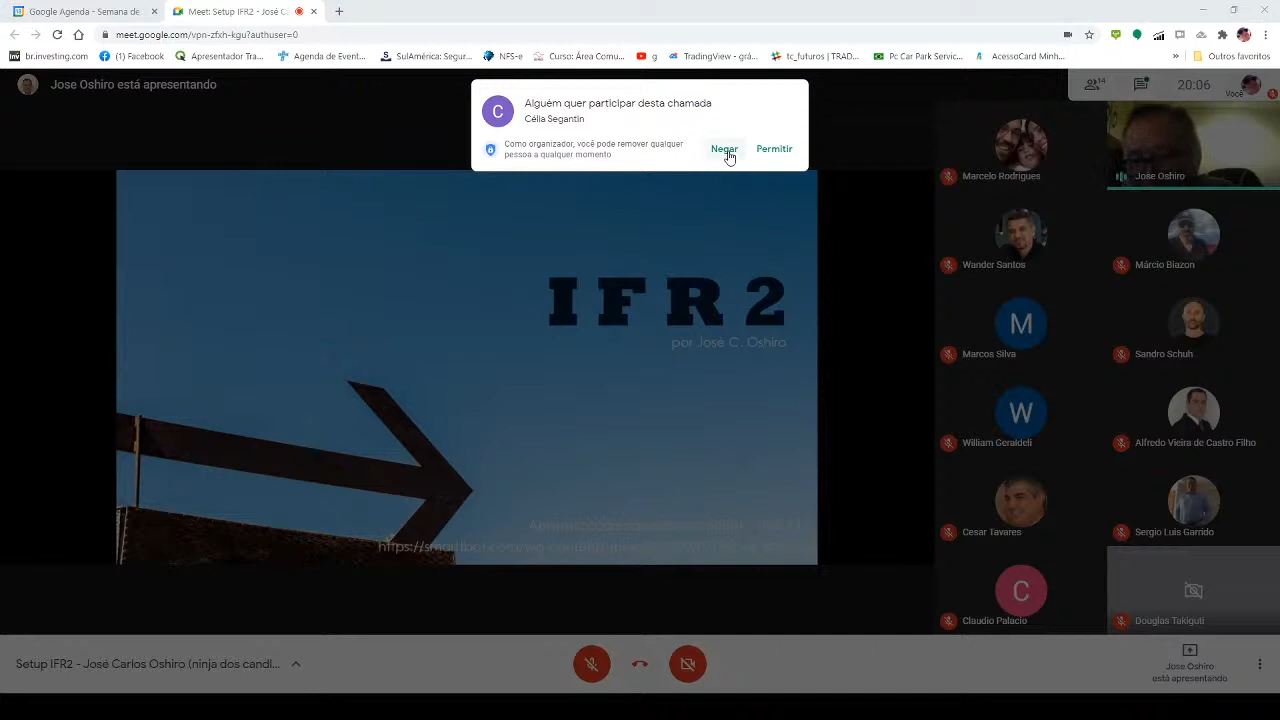 Google Agenda - Semana de
Meet: Setup IFR2 - José C
meet.google.com/vpn-zfxh-kgu?authuser=0
br.investing.com
(1) Facebook
Apresentador Tra...
Agenda de Event...
SulAmérica: Segur...
NFS-e
Curso: Área Comu...
g
TradingView - grá...
tc_futuros | TRAD...
Pc Car Park Servic...
AcessoCard Minh...
Outros favoritos
Jose Oshiro está apresentando
14
20:06
Você
C
Alguém quer participar desta chamada
Célia Segantin
Como organizador, você pode remover qualquer
pessoa a qualquer momento
Negar
Permitir
Marcelo Rodrigues
Jose Oshiro
Wander Santos
Márcio Biazon
M
Marcos Silva
Sandro Schuh
W
William Geraldeli
Alfredo Vieira de Castro Filho
Cesar Tavares
Sergio Luis Garrido
C
Claudio Palacio
Douglas Takiguti
IFR2
por José C. Oshiro
Setup IFR2 - José Carlos Oshiro (ninja dos candl...
Jose Oshiro
está apresentando